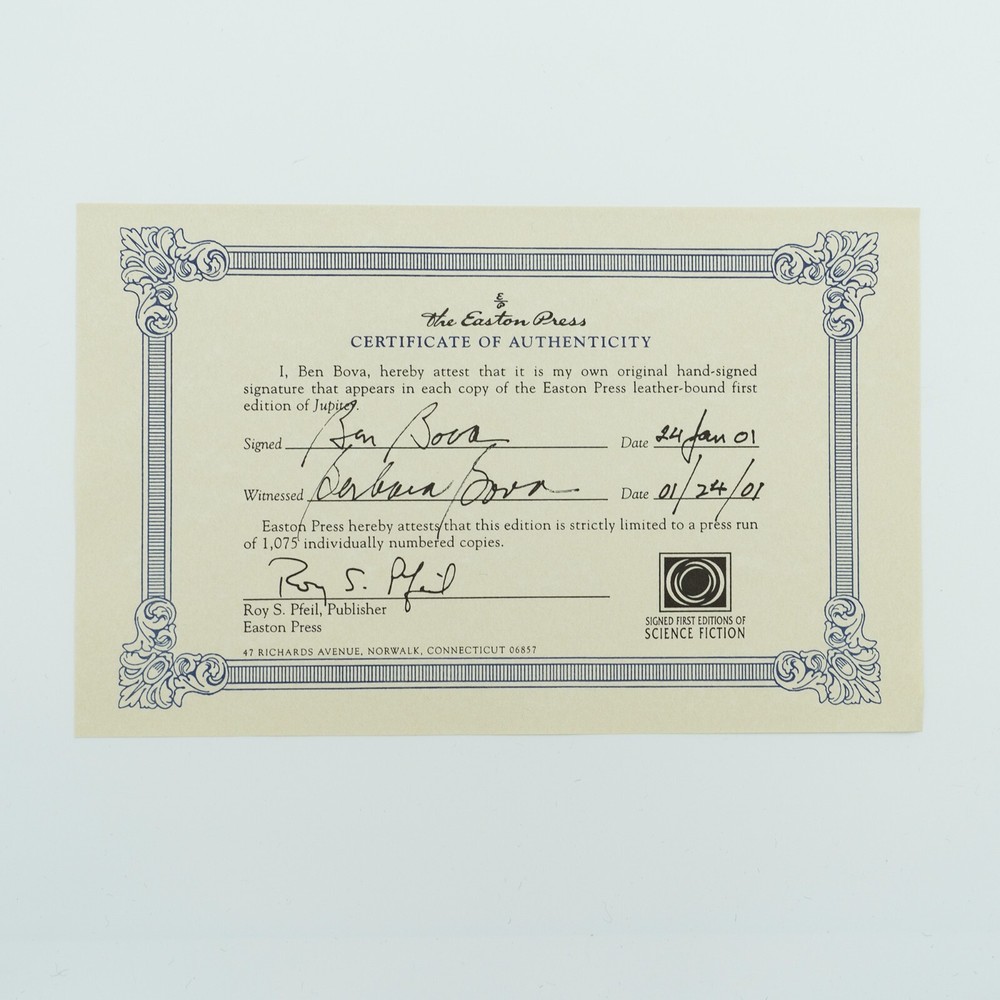 E/P
the Easton Press
CERTIFICATE OF AUTHENTICITY
I, Ben Bova, hereby attest that it is my own original hand-signed
signature that appears in each copy of the Easton Press leather-bound first
edition of Jupiter.
Signed Ben Bova Date 24 Jan 01
Witnessed Barbara Bova Date 01/24/01
Easton Press hereby attests that this edition is strictly limited to a press run
of 1,075 individually numbered copies.
Roy S. Pfeil
Roy S. Pfeil, Publisher
Easton Press
SIGNED FIRST EDITIONS OF
SCIENCE FICTION
47 RICHARDS AVENUE, NORWALK, CONNECTICUT 06857